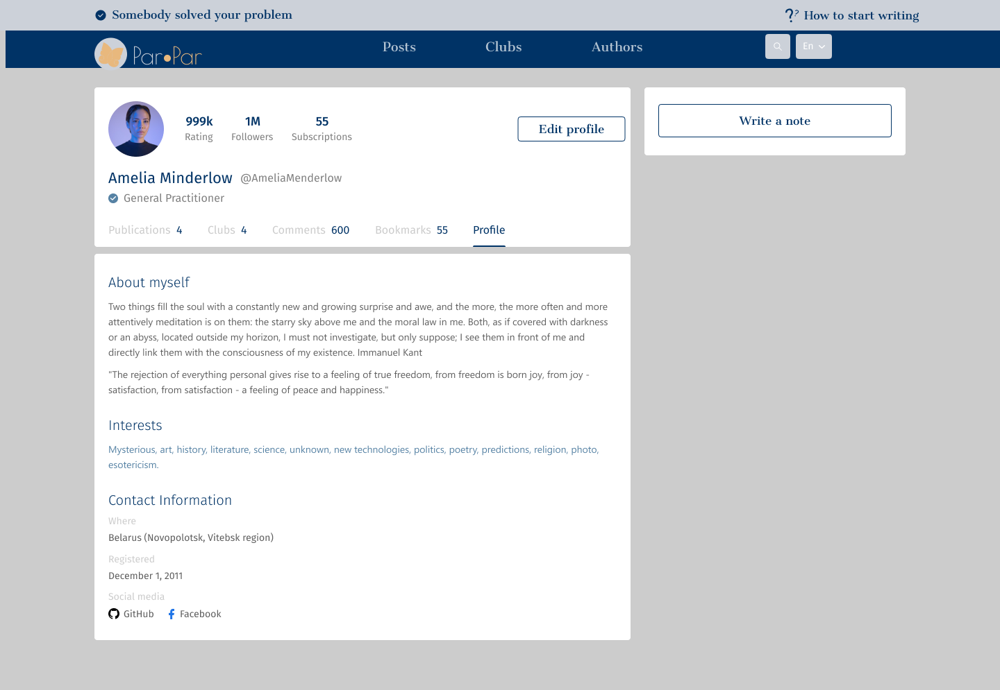 Somebody solved your problem
?? How to start writing
Par•Par
Posts
Clubs
Authors
En
999k
Rating
1M
Followers
55
Subscriptions
Edit profile
Write a note
Amelia Minderlow @AmeliaMenderlow
General Practitioner
Publications 4
Clubs 4
Comments 600
Bookmarks 55
Profile
About myself
Two things fill the soul with a constantly new and growing surprise and awe, and the more, the more often and more
attentively meditation is on them: the starry sky above me and the moral law in me. Both, as if covered with darkness
or an abyss, located outside my horizon, I must not investigate, but only suppose; I see them in front of me and
directly link them with the consciousness of my existence. Immanuel Kant
"The rejection of everything personal gives rise to a feeling of true freedom, from freedom is born joy, from joy -
satisfaction, from satisfaction - a feeling of peace and happiness."
Interests
Mysterious, art, history, literature, science, unknown, new technologies, politics, poetry, predictions, religion, photo,
esotericism.
Contact Information
Where
Belarus (Novopolotsk, Vitebsk region)
Registered
December 1, 2011
Social media
GitHub
Facebook